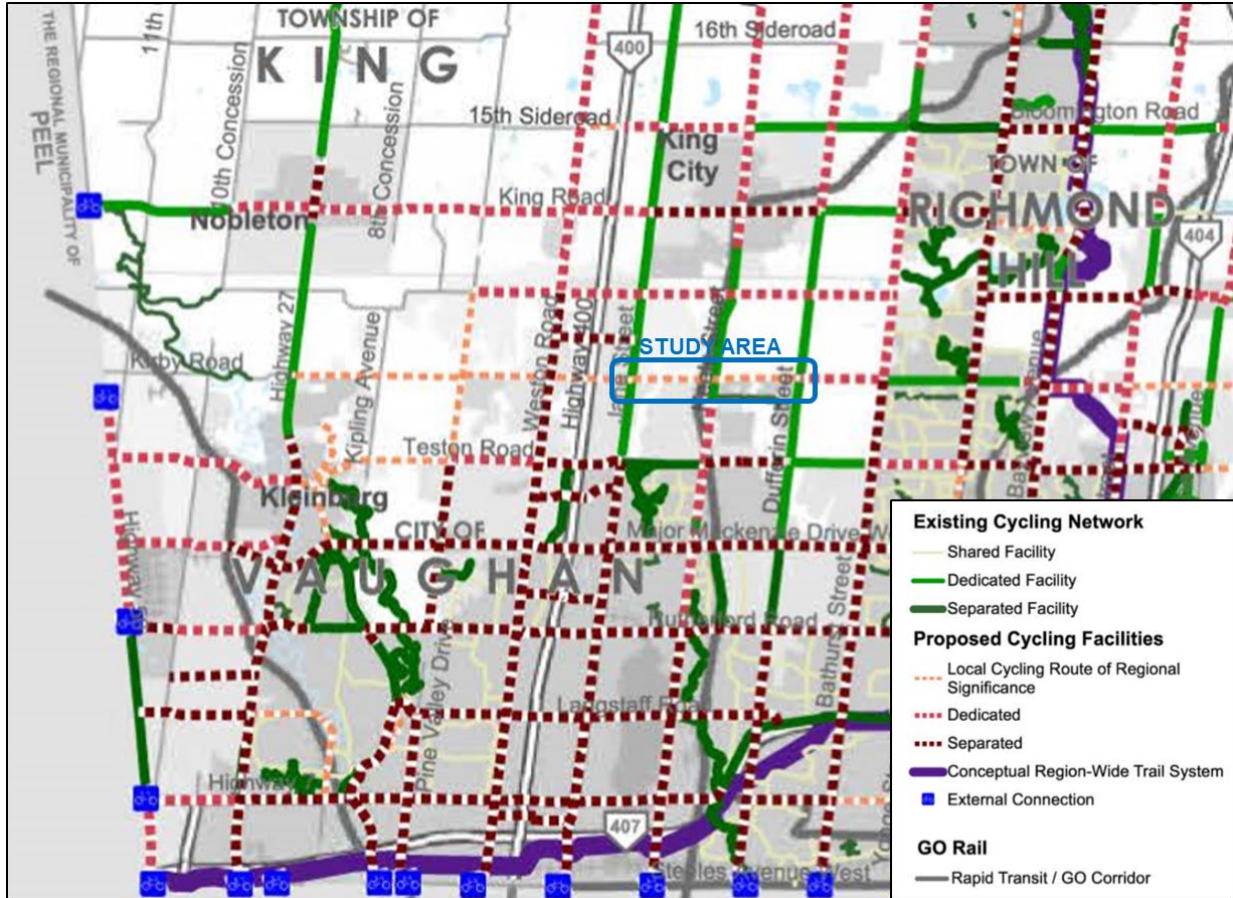 TOWNSHIP OF
KING
THE REGIONAL MUNICIPALITY OF
PEEL
11th
10th Concession
8th Concession
400
16th Sideroad
15th Sideroad
King
City
Bloomington Road
TOWN OF
RICHMOND
HILL
404
King Road
Nobleton
Highway 27
Kipling Avenue
Weston Road
Highway 400
Jane Street
STUDY AREA
Dufferin Street
Kirby Road
Teston Road
Kleinburg
CITY OF
VAUGHAN
Major Mackenzie Drive W
Rutherford Road
Bathurst Street
Pine Valley Drive
Langstaff Road
Highway 7
407
Steeles Avenue West
Existing Cycling Network
Shared Facility
Dedicated Facility
Separated Facility
Proposed Cycling Facilities
Local Cycling Route of Regional
Significance
Dedicated
Separated
Conceptual Region-Wide Trail System
External Connection
GO Rail
Rapid Transit / GO Corridor